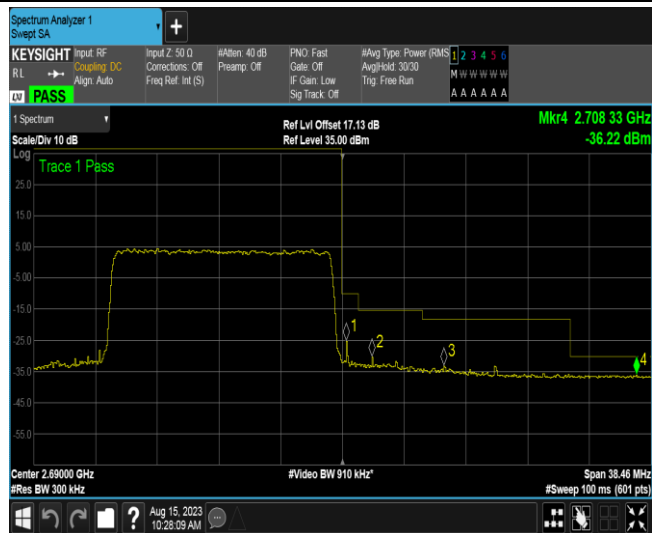 Spectrum Analyzer 1
Swept SA
+
KEYSIGHT Input: RF Input Z: 50 Ω #Atten: 40 dB PNO: Fast #Avg Type: Power (RMS 1 2 3 4 5 6
RL Coupling: DC Corrections: Off Preamp: Off Gate: Off Avg|Hold: 30/30 M W W W W W
Align: Auto Freq Ref: Int (S) IF Gain: Low Trig: Free Run
Sig Track: Off A A A A A A
LXI PASS
1 Spectrum Ref Lvl Offset 17.13 dB Mkr4 2.708 33 GHz
Scale/Div 10 dB Ref Level 35.00 dBm -36.22 dBm
Log
Trace 1 Pass
25.0
15.0
5.00
-5.00
-15.0
1
-25.0
2
3
4
-35.0
-45.0
-55.0
Center 2.69000 GHz #Video BW 910 kHz* Span 38.46 MHz
#Res BW 300 kHz #Sweep 100 ms (601 pts)
? Aug 15, 2023
10:28:09 AM